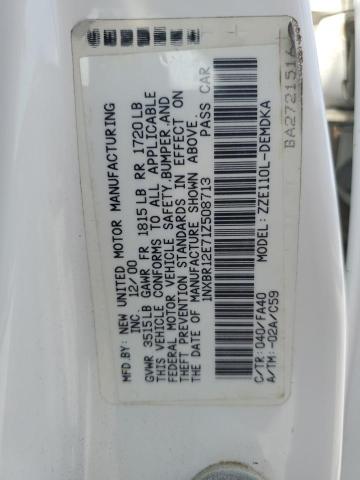 MFD.BY: NEW UNITED MOTOR MANUFACTURING
INC. 12/00
GVWR 3515LB GAWR FR 1815LB RR 1720LB
THIS VEHICLE CONFORMS TO ALL APPLICABLE
FEDERAL MOTOR VEHICLE SAFETY,BUMPER,AND
THEFT PREVENTION STANDARDS IN EFFECT
ON THE DATE OF MANUFACTURE SHOWN ABOVE.
1NXBR12E71Z508713 PASS CAR
C/TR: 040/FA40 MODEL: ZZE110L-DEMDKA
A/TM: -02A/C59
BA272151